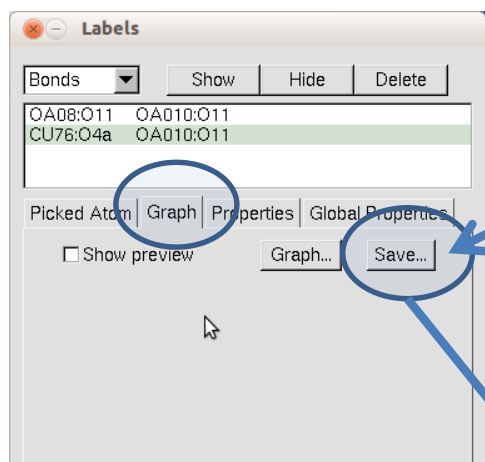 Labels
Bonds Show Hide Delete
OA08:O11 OA010:O11
CU76:O4a OA010:O11
Picked Atom Graph Properties Global Properties
Show preview Graph... Save...